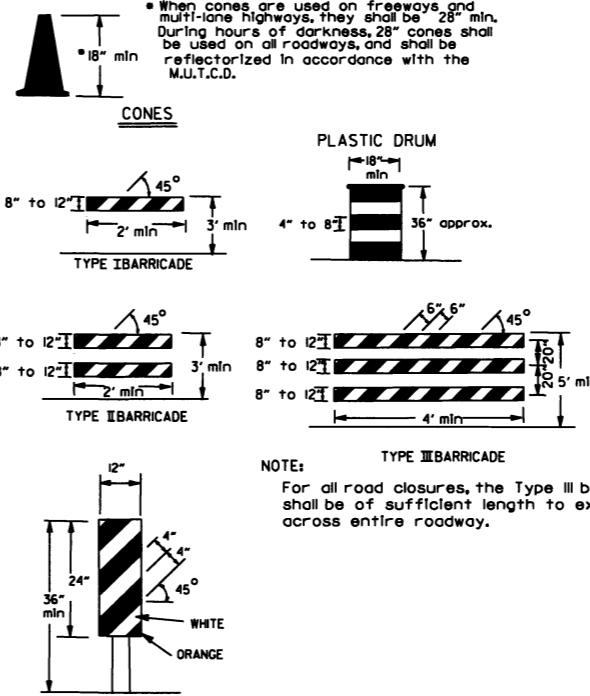 • When cones are used on freeways and
multi-lane highways, they shall be 28" min.
During hours of darkness, 28" cones shall
be used on all roadways, and shall be
reflectorized in accordance with the
M.U.T.C.D.
•18" min
CONES
PLASTIC DRUM
18"
min
4" to 8"
36" approx.
45°
8" to 12"
2' min
3' min
TYPE I BARRICADE
45°
8" to 12"
8" to 12"
2' min
3' min
TYPE II BARRICADE
6" 6"
45°
8" to 12"
8" to 12"
8" to 12"
20"
20"
5' mi
4' min
TYPE III BARRICADE
NOTE:
For all road closures, the Type III b
shall be of sufficient length to ex
across entire roadway.
12"
4"
4"
45°
24"
36"
min
WHITE
ORANGE